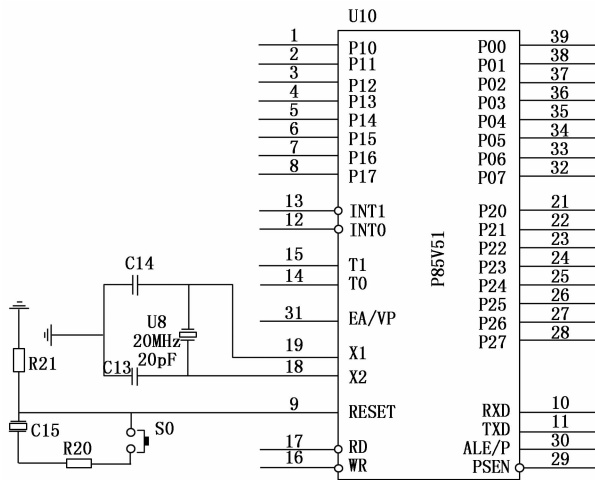 U10
1 P10 P00 39
2 P11 P01 38
3 P12 P02 37
4 P13 P03 36
5 P14 P04 35
6 P15 P05 34
7 P16 P06 33
8 P17 P07 32
13 INT1 P20 21
12 INT0 P21 22
P22 23
15 T1 P23 24
14 T0 P24 25
P25 26
31 EA/VP P26 27
P27 28
19 X1
18 X2
9 RESET RXD 10
TXD 11
17 RD ALE/P 30
16 WR PSEN 29
P85V51
C14
U8
20MHz
20pF
C13
R21
C15
S0
R20